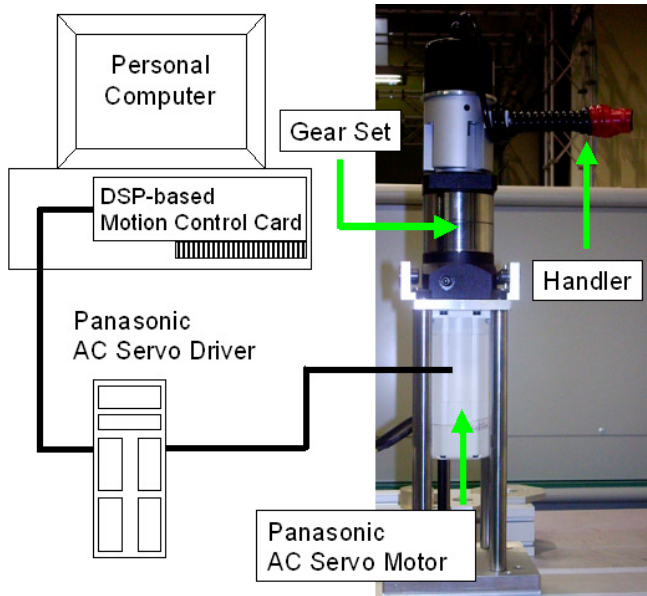 Personal
Computer
Gear Set
DSP-based
Motion Control Card
Handler
Panasonic
AC Servo Driver
Panasonic
AC Servo Motor